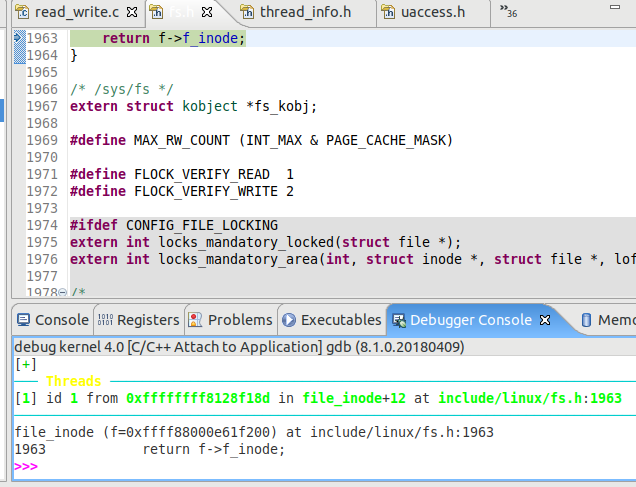 read_write.c fs.h thread_info.h uaccess.h »36
1963 return f->f_inode;
1964 }
1965
1966 /* /sys/fs */
1967 extern struct kobject *fs_kobj;
1968
1969 #define MAX_RW_COUNT (INT_MAX & PAGE_CACHE_MASK)
1970
1971 #define FLOCK_VERIFY_READ 1
1972 #define FLOCK_VERIFY_WRITE 2
1973
1974 #ifdef CONFIG_FILE_LOCKING
1975 extern int locks_mandatory_locked(struct file *);
1976 extern int locks_mandatory_area(int, struct inode *, struct file *, lof
1977
1978 /*
Console Registers Problems Executables Debugger Console Memo
debug kernel 4.0 [C/C++ Attach to Application] gdb (8.1.0.20180409)
[+]
Threads
[1] id 1 from 0xffffffff8128f18d in file_inode+12 at include/linux/fs.h:1963
file_inode (f=0xffff88000e61f200) at include/linux/fs.h:1963
1963 return f->f_inode;
>>>